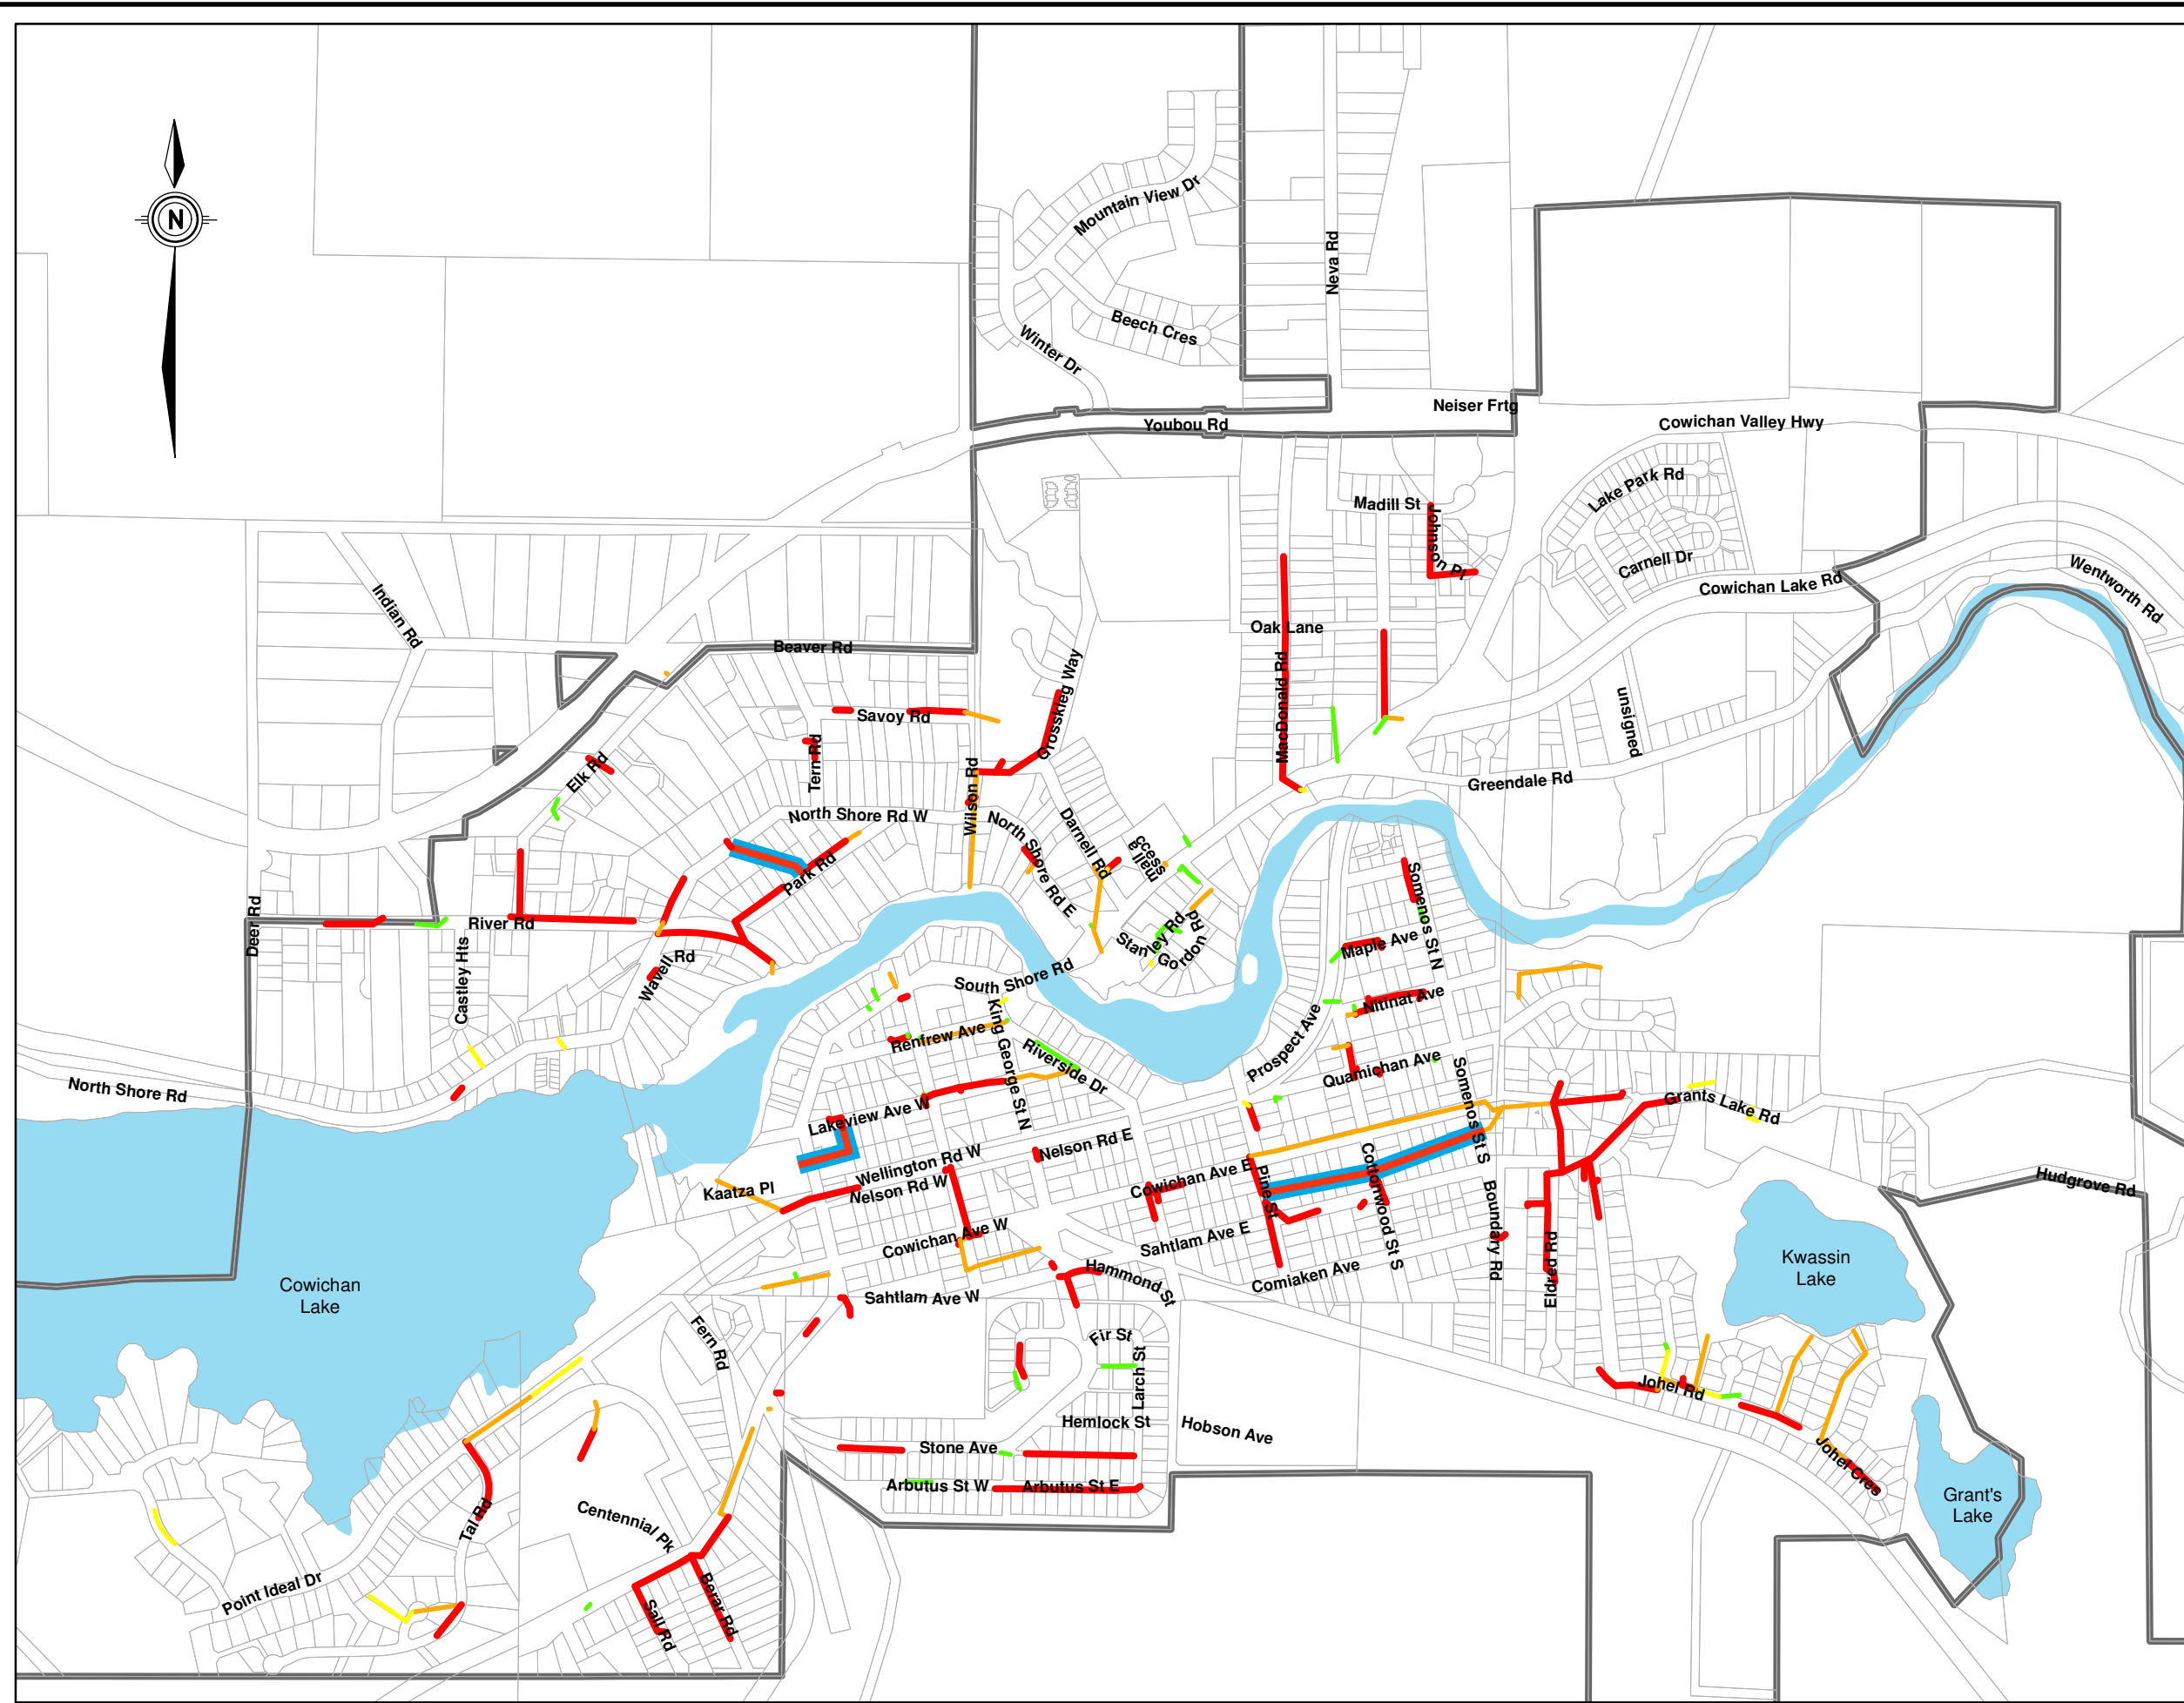 N
Mountain View Dr
Neva Rd
Beech Cres
Winter Dr
Neiser Frtg
Youbou Rd
Cowichan Valley Hwy
Lake Park Rd
Madill St
Johnson Pl
Carnell Dr
Cowichan Lake Rd
Wentworth Rd
Indian Rd
Oak Lane
Beaver Rd
MacDonald Rd
Grosskleg Way
Savoy Rd
unsigned
Tern Rd
Elk Rd
Greendale Rd
Wilson Rd
North Shore Rd W
North Shore Rd E
Darnell Rd
mall a
ccess
Park Rd
Somenos St N
Deer Rd
River Rd
Stanley Rd
Gordon Rd
Maple Ave
Castley Hts
Wavell Rd
South Shore Rd
Nitinat Ave
King George St N
Renfrew Ave
Prospect Ave
Riverside Dr
Quamichan Ave
Somenos St S
North Shore Rd
Grants Lake Rd
Lakeview Ave W
Nelson Rd E
Wellington Rd W
Cowichan Ave E
Cottonwood St S
Kaatza Pl
Nelson Rd W
Pine St
Hudgrove Rd
Boundary Rd
Cowichan Ave W
Sahtlam Ave E
Eldred Rd
Kwassin
Lake
Cowichan
Lake
Hammond St
Comiaken Ave
Sahtlam Ave W
Fern Rd
Fir St
Larch St
Johel Rd
Hemlock St
Hobson Ave
Stone Ave
Johel Cres
Arbutus St W
Arbutus St E
Grant's
Lake
Tal Rd
Centennial Pk
Point Ideal Dr
Berar Rd
Sall Rd